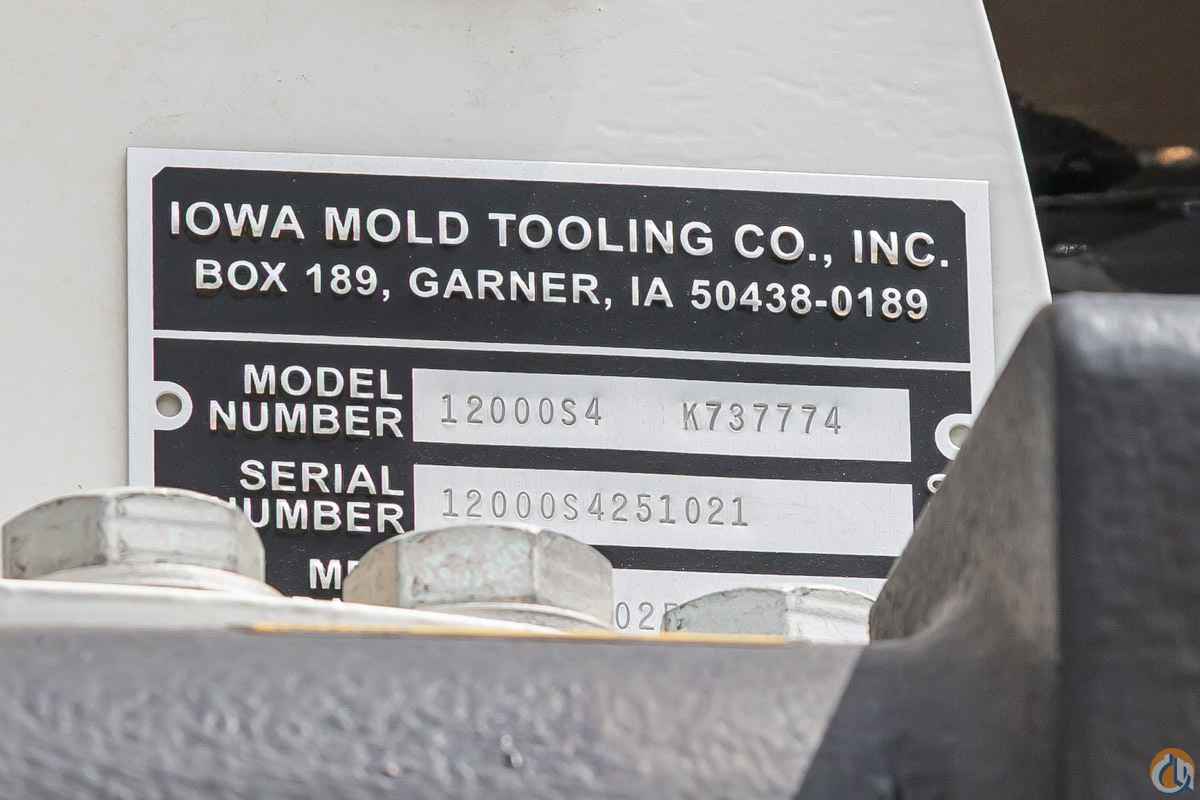 IOWA MOLD TOOLING CO., INC.
BOX 189, GARNER, IA 50438-0189
MODEL NUMBER 12000S4 K737774
SERIAL NUMBER 12000S4251021